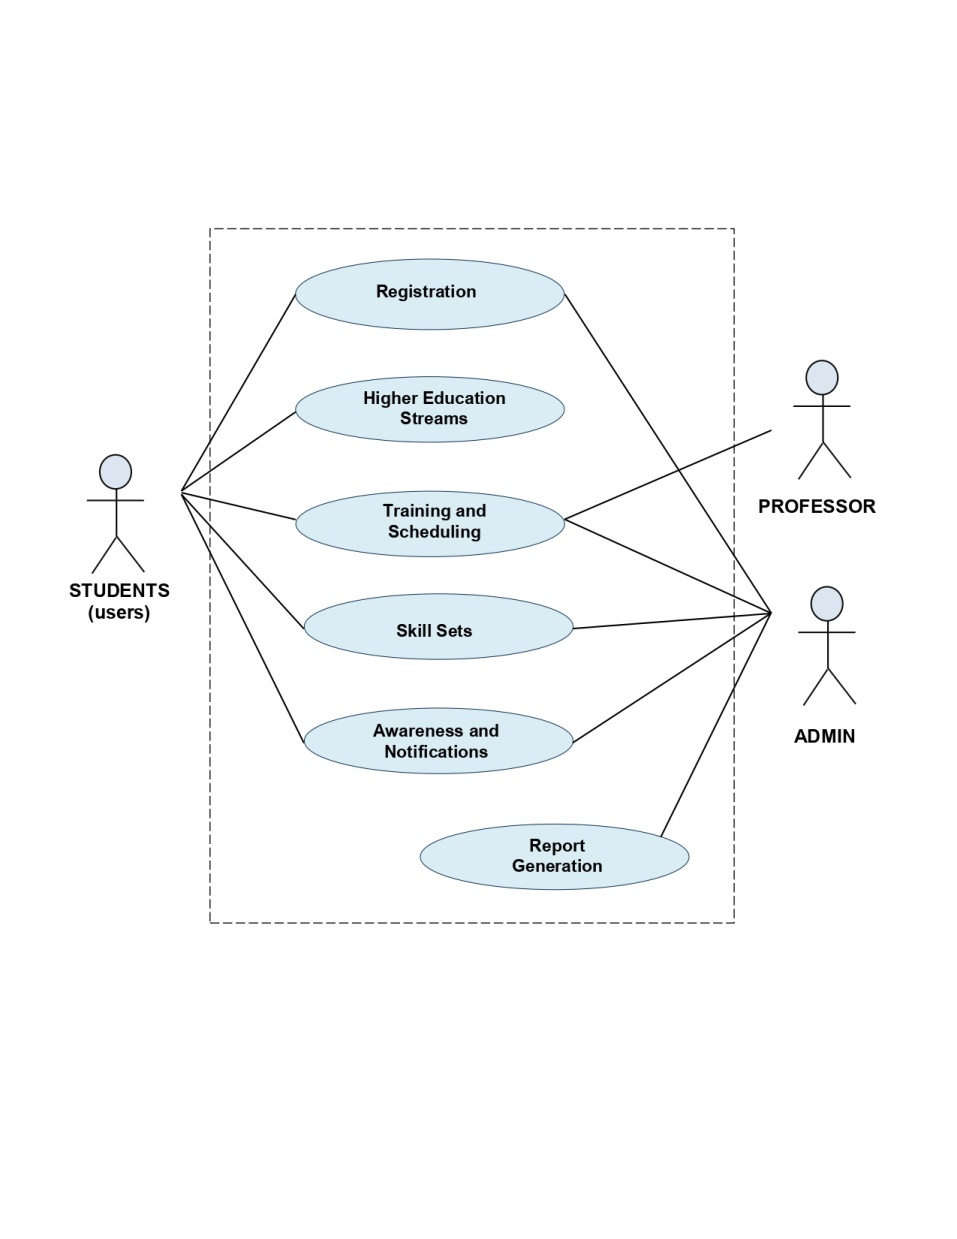 Registration
Higher Education
Streams
Training and
Scheduling
Skill Sets
Awareness and
Notifications
Report
Generation
STUDENTS
(users)
PROFESSOR
ADMIN